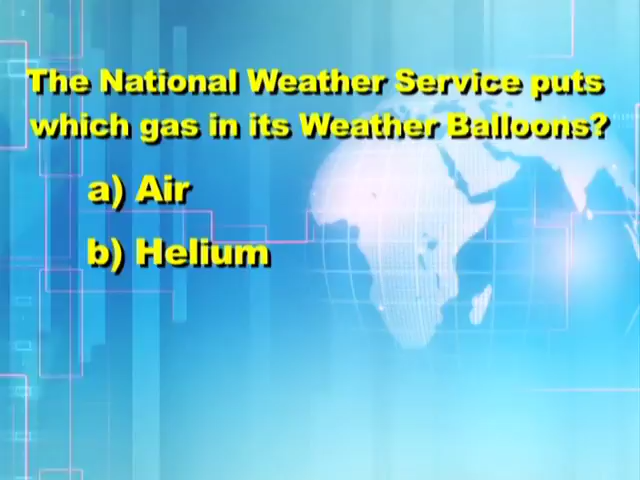 The National Weather Service puts
which gas in its Weather Balloons?
a) Air
b) Helium